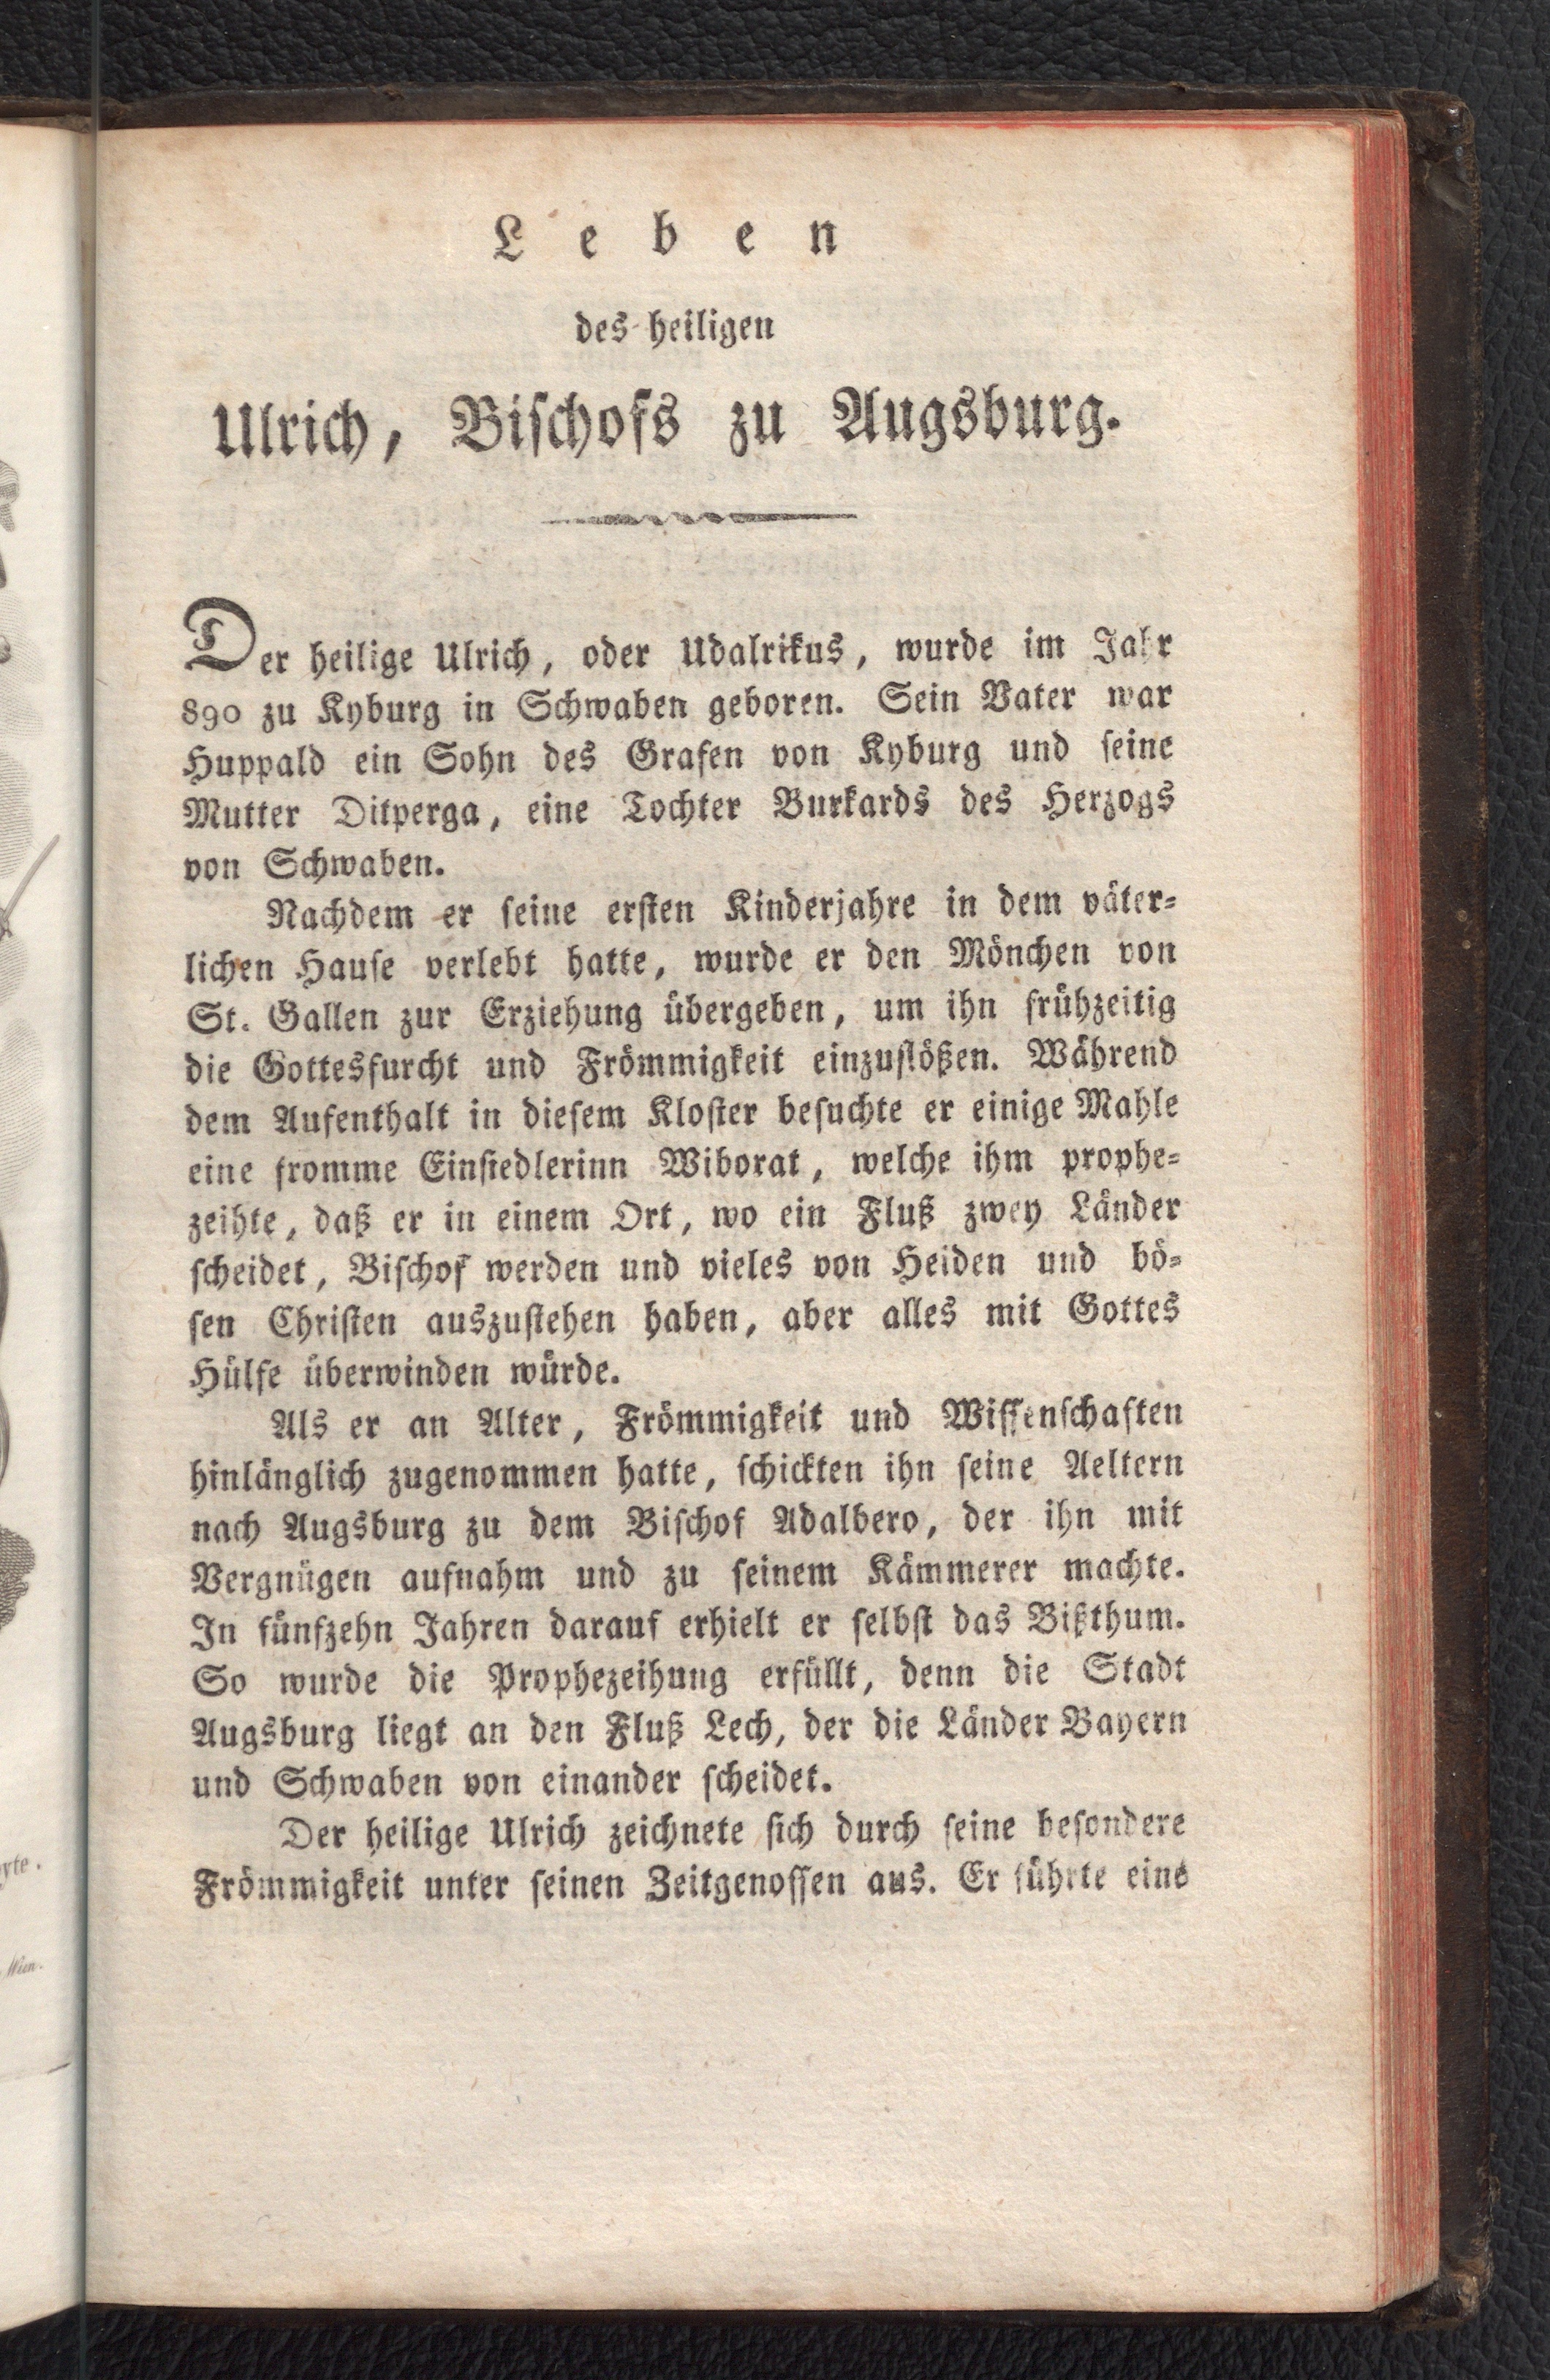 Leben
des heiligen
Ulrich, Bischofs zu Augsburg.
Der heilige Ulrich, oder Udalrikus, wurde im Jahr
890 zu Kyburg in Schwaben geboren. Sein Vater war
Huppald ein Sohn des Grafen von Kyburg und seine
Mutter Ditperga, eine Tochter Burkards des Herzogs
von Schwaben.
Nachdem er seine ersten Kinderjahre in dem väter-
lichen Hause verlebt hatte, wurde er den Mönchen von
St. Gallen zur Erziehung übergeben, um ihn frühzeitig
die Gottesfurcht und Frömmigkeit einzuflößen. Während
dem Aufenthalt in diesem Kloster besuchte er einige Mahle
eine fromme Einsiedlerinn Wiborat, welche ihm prophe-
zeihte, daß er in einem Ort, wo ein Fluß zwey Länder
scheidet, Bischof werden und vieles von Heiden und bö-
sen Christen auszustehen haben, aber alles mit Gottes
Hülfe überwinden würde.
Als er an Alter, Frömmigkeit und Wissenschaften
hinlänglich zugenommen hatte, schickten ihn seine Aeltern
nach Augsburg zu dem Bischof Adalbero, der ihn mit
Vergnügen aufnahm und zu seinem Kämmerer machte.
In fünfzehn Jahren darauf erhielt er selbst das Bißthum.
So wurde die Prophezeihung erfüllt, denn die Stadt
Augsburg liegt an den Fluß Lech, der die Länder Bayern
und Schwaben von einander scheidet.
Der heilige Ulrich zeichnete sich durch seine besondere
Frömmigkeit unter seinen Zeitgenossen aus. Er führte eine
Wien.